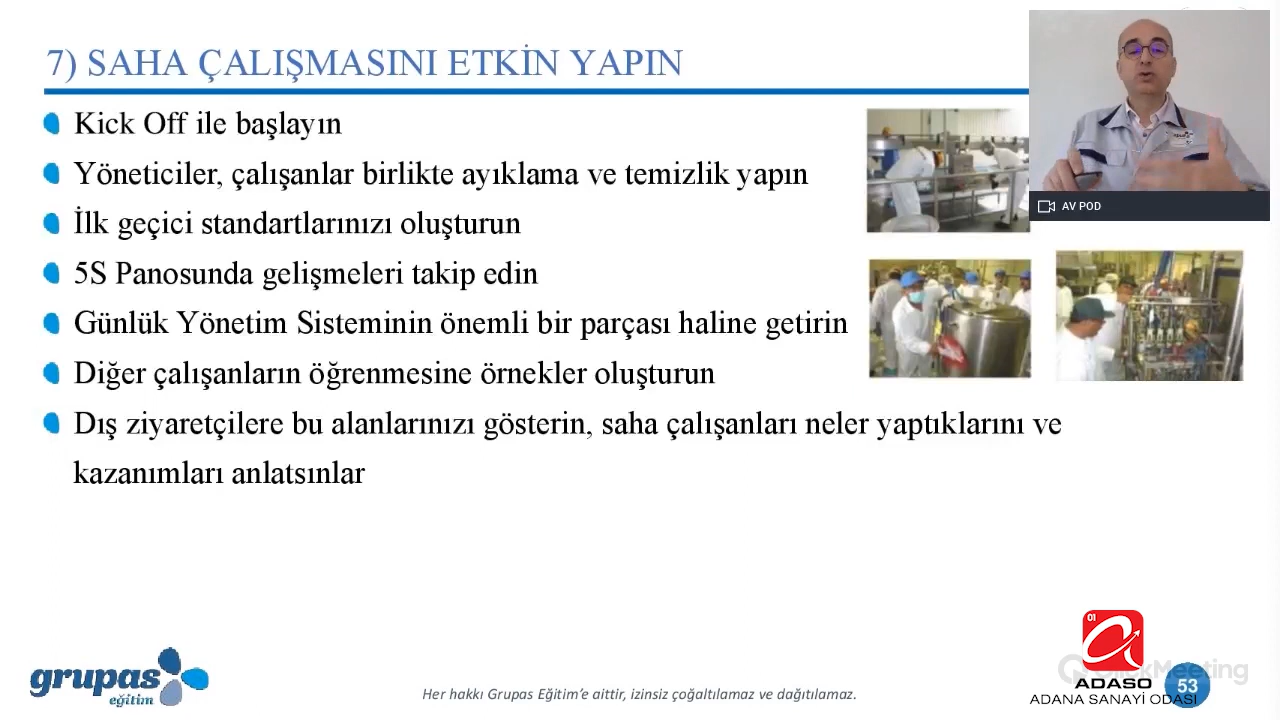 7) SAHA ÇALIŞMASINI ETKİN YAPIN
Kick Off ile başlayın
Yöneticiler, çalışanlar birlikte ayıklama ve temizlik yapın
İlk geçici standartlarınızı oluşturun
5S Panosunda gelişmeleri takip edin
Günlük Yönetim Sisteminin önemli bir parçası haline getirin
Diğer çalışanların öğrenmesine örnekler oluşturun
Dış ziyaretçilere bu alanlarınızı gösterin, saha çalışanları neler yaptıklarını ve
kazanımları anlatsınlar
AV POD
grupas
eğitim
Her hakkı Grupas Eğitim’e aittir, izinsiz çoğaltılamaz ve dağıtılamaz.
01
ClickMeeting
ADASO
ADANA SANAYİ ODASI
53